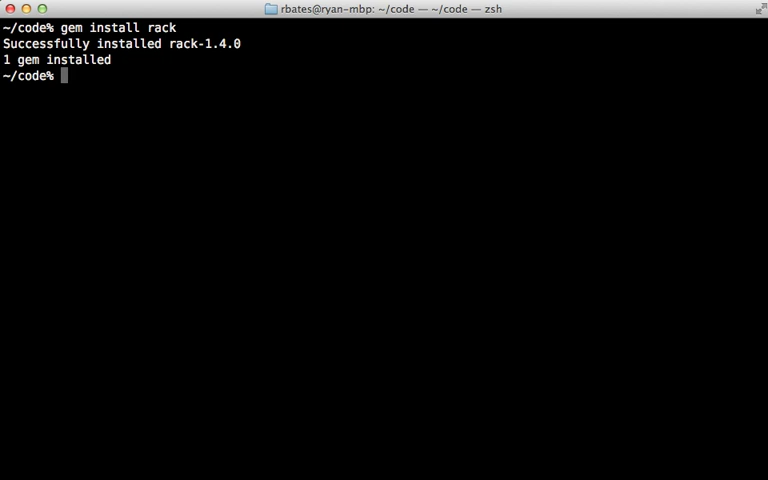 rbates@ryan-mbp: ~/code — ~/code — zsh
~/code% gem install rack
Successfully installed rack-1.4.0
1 gem installed
~/code%